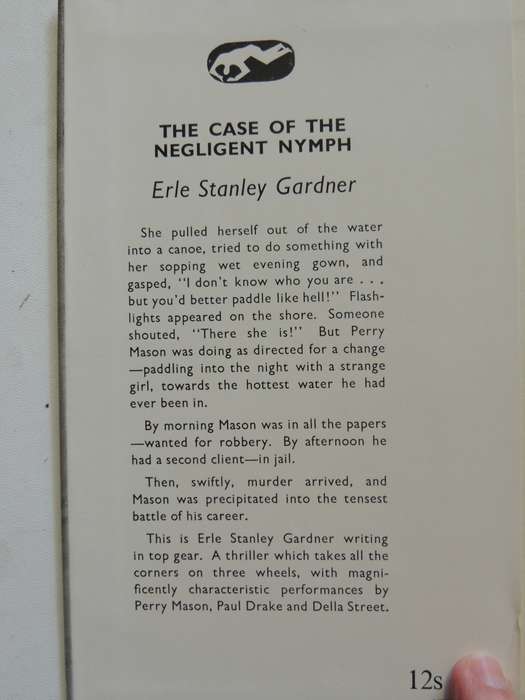 THE CASE OF THE
NEGLIGENT NYMPH
Erle Stanley Gardner
She pulled herself out of the water
into a canoe, tried to do something with
her sopping wet evening gown, and
gasped, "I don't know who you are . . .
but you'd better paddle like hell!" Flash-
lights appeared on the shore. Someone
shouted, "There she is!" But Perry
Mason was doing as directed for a change
—paddling into the night with a strange
girl, towards the hottest water he had
ever been in.
By morning Mason was in all the papers
—wanted for robbery. By afternoon he
had a second client—in jail.
Then, swiftly, murder arrived, and
Mason was precipitated into the tensest
battle of his career.
This is Erle Stanley Gardner writing
in top gear. A thriller which takes all the
corners on three wheels, with magni-
ficently characteristic performances by
Perry Mason, Paul Drake and Della Street.
12s